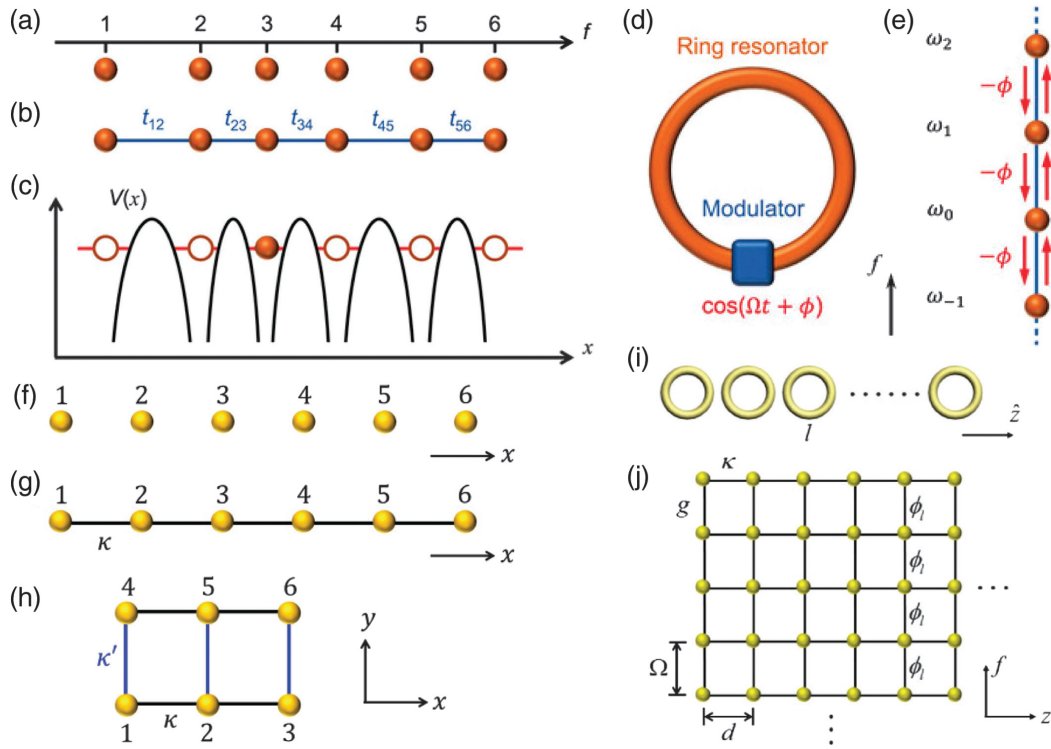 (a)
1 2 3 4 5 6
f
(b)
t₁₂ t₂₃ t₃₄ t₄₅ t₅₆
(c)
V(x)
x
(d)
Ring resonator
Modulator
cos(Ωt + ϕ)
f
(e)
ω₂
−ϕ
ω₁
−ϕ
ω₀
−ϕ
ω₋₁
(f)
1 2 3 4 5 6
x
(g)
1 2 3 4 5 6
κ
x
(h)
4 5 6
κ′
κ
1 2 3
y
x
(i)
......
l
ẑ
(j)
κ
g
ϕₗ
ϕₗ
ϕₗ
...
Ω
ϕₗ
d
⋮
f
z